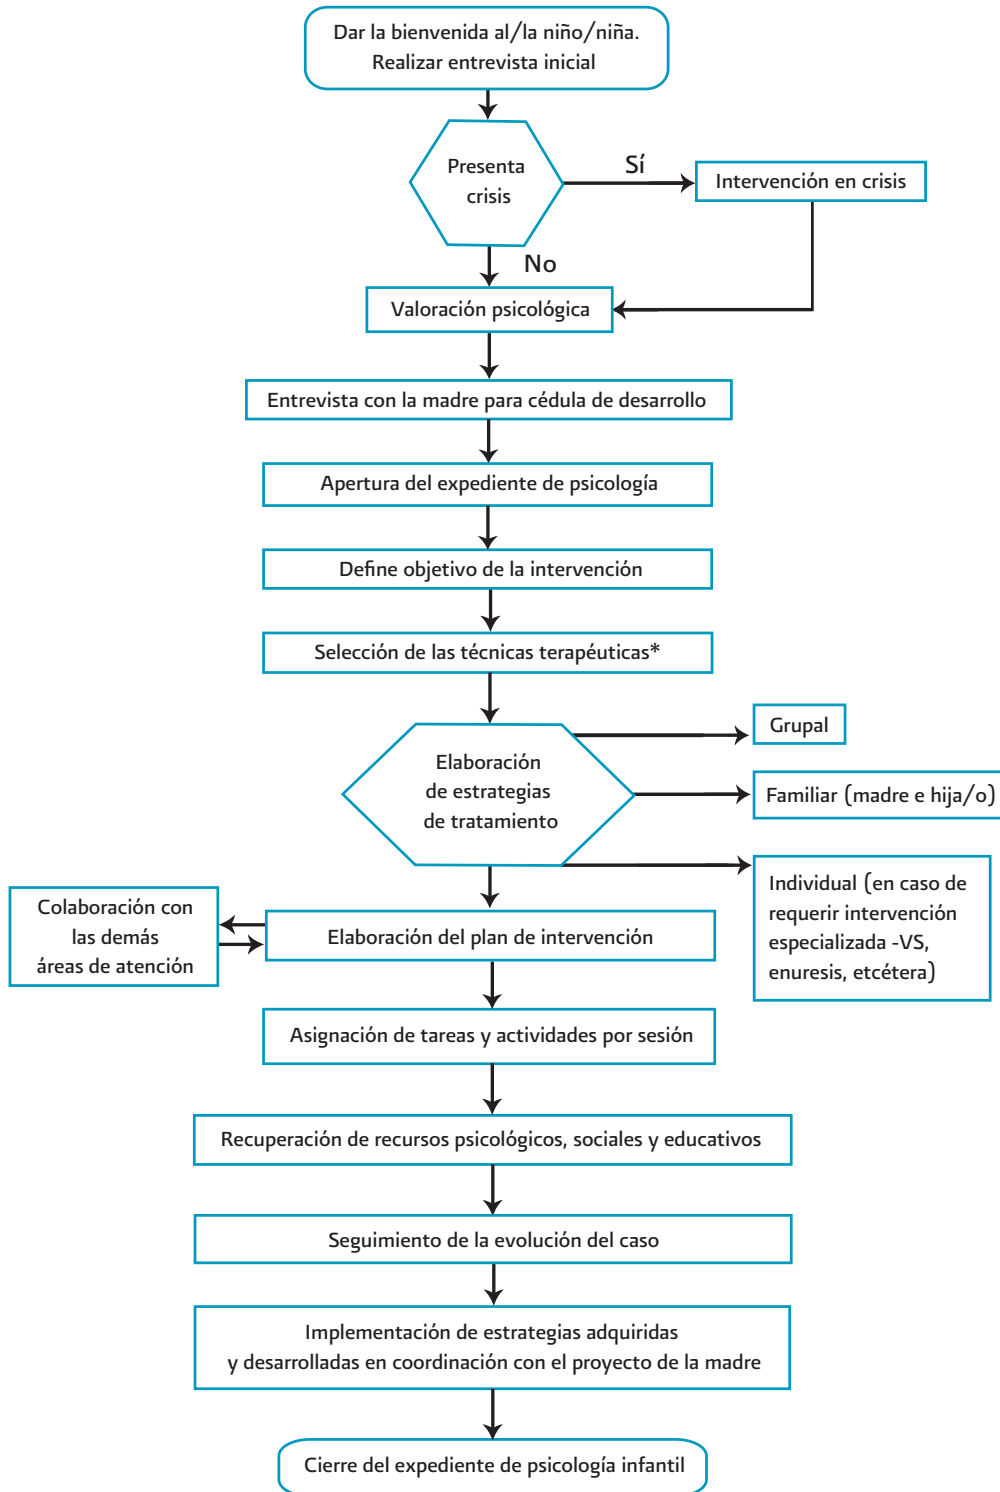 Dar la bienvenida al/la niño/niña.
Realizar entrevista inicial
Presenta
crisis
Sí
Intervención en crisis
No
Valoración psicológica
Entrevista con la madre para cédula de desarrollo
Apertura del expediente de psicología
Define objetivo de la intervención
Selección de las técnicas terapéuticas*
Elaboración
de estrategias
de tratamiento
Grupal
Familiar (madre e hija/o)
Individual (en caso de
requerir intervención
especializada -VS,
enuresis, etcétera)
Colaboración con
las demás
áreas de atención
Elaboración del plan de intervención
Asignación de tareas y actividades por sesión
Recuperación de recursos psicológicos, sociales y educativos
Seguimiento de la evolución del caso
Implementación de estrategias adquiridas
y desarrolladas en coordinación con el proyecto de la madre
Cierre del expediente de psicología infantil